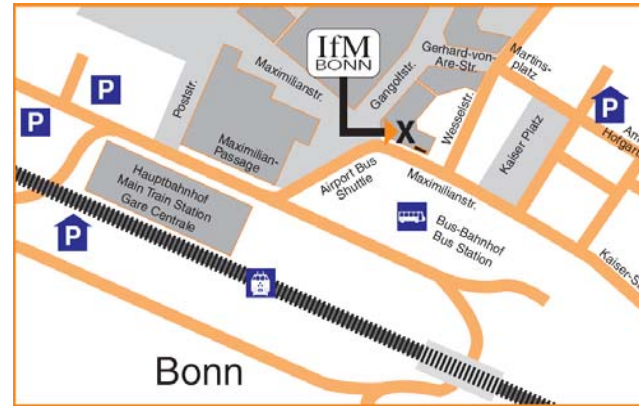 IfM
BONN
Gerhard-von-
Are-Str.
Martins-
platz
Maximilianstr.
Gangolfstr.
Poststr.
P
P
P
X
Wesselstr.
Kaiser Platz
Maximilian-
Passage
Airport Bus
Shuttle
Maximilianstr.
Hauptbahnhof
Main Train Station
Gare Centrale
P
Bus-Bahnhof
Bus Station
Bonn